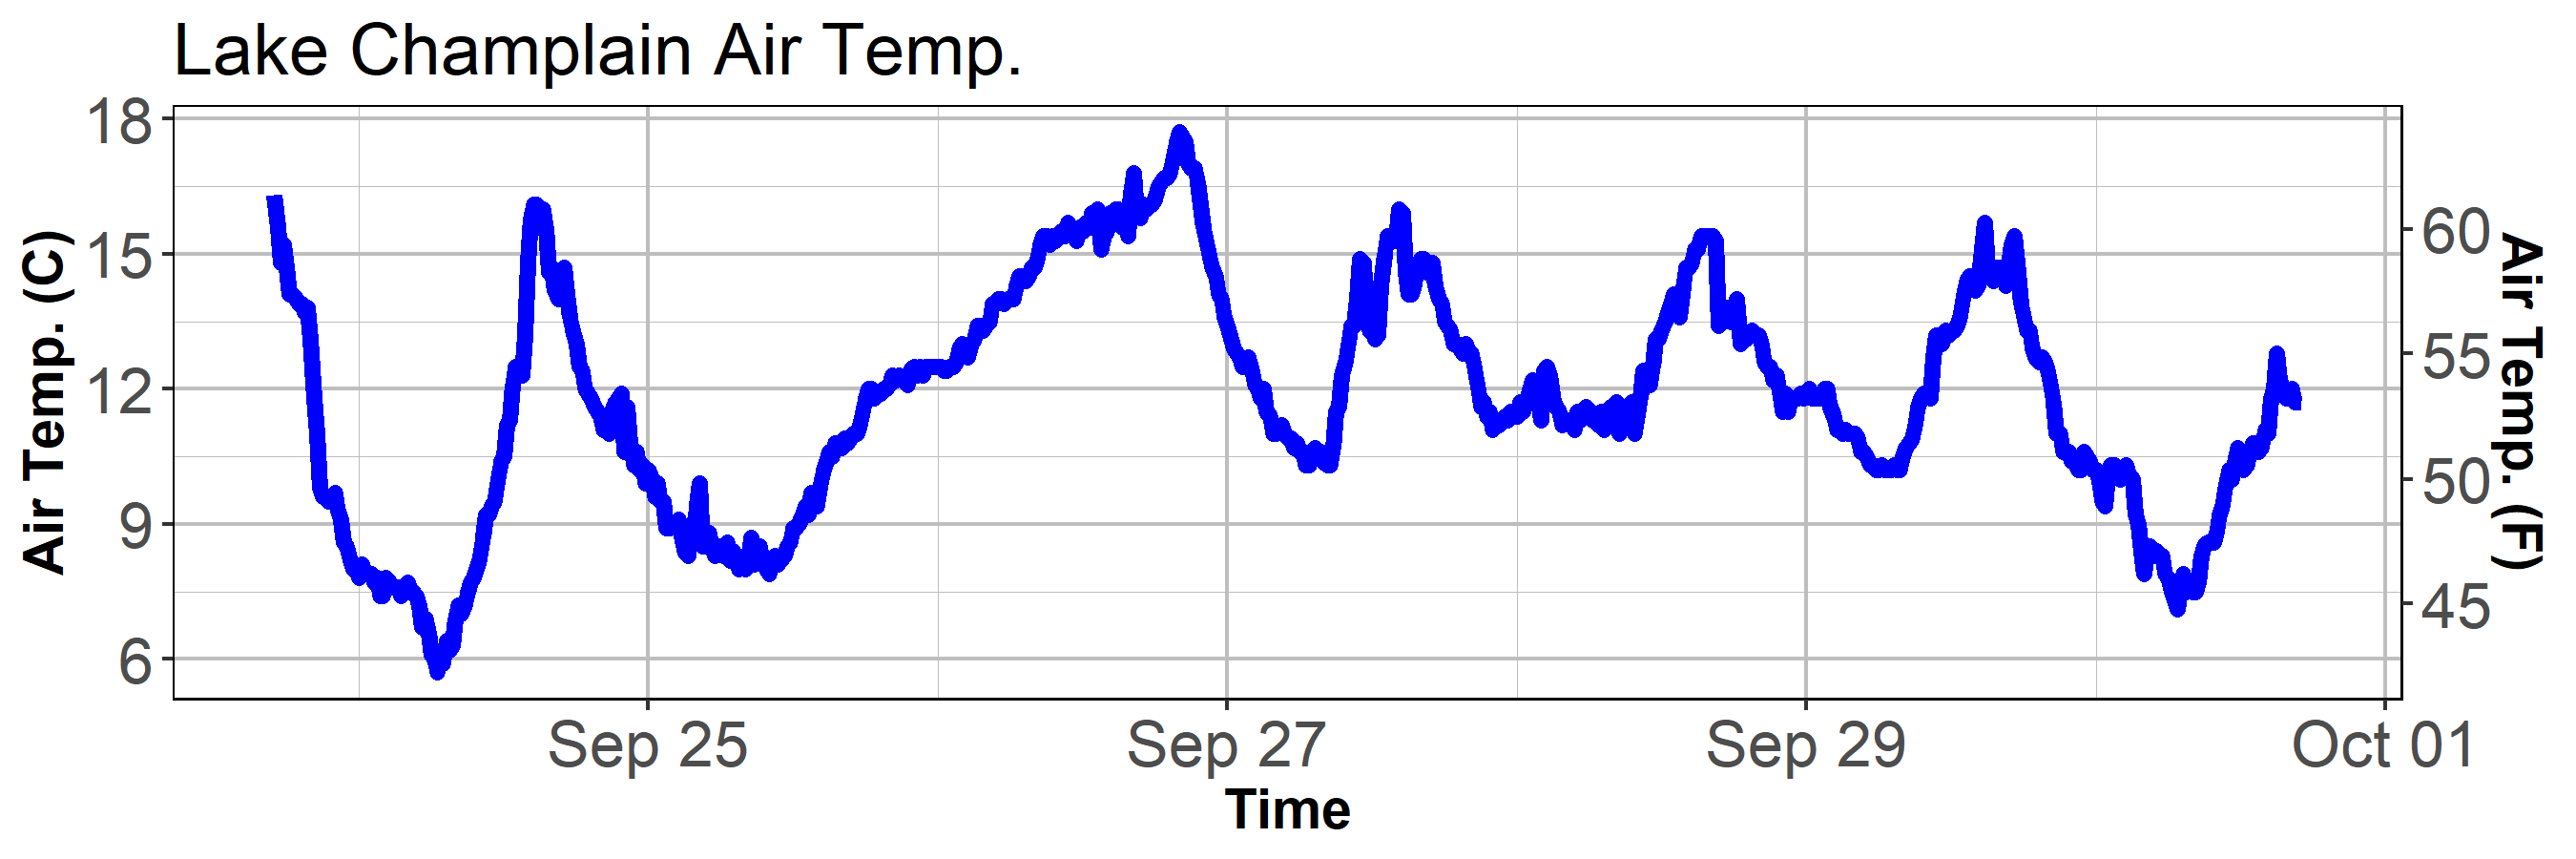 Lake Champlain Air Temp.
18
15
12
9
6
Air Temp. (C)
60
55
50
45
Air Temp. (F)
Sep 25 Sep 27 Sep 29 Oct 01
Time